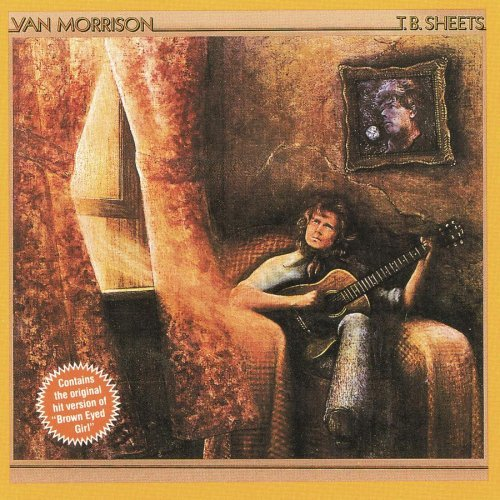 VAN MORRISON
T.B. SHEETS
Contains
the original
hit version of
"Brown Eyed
Girl"